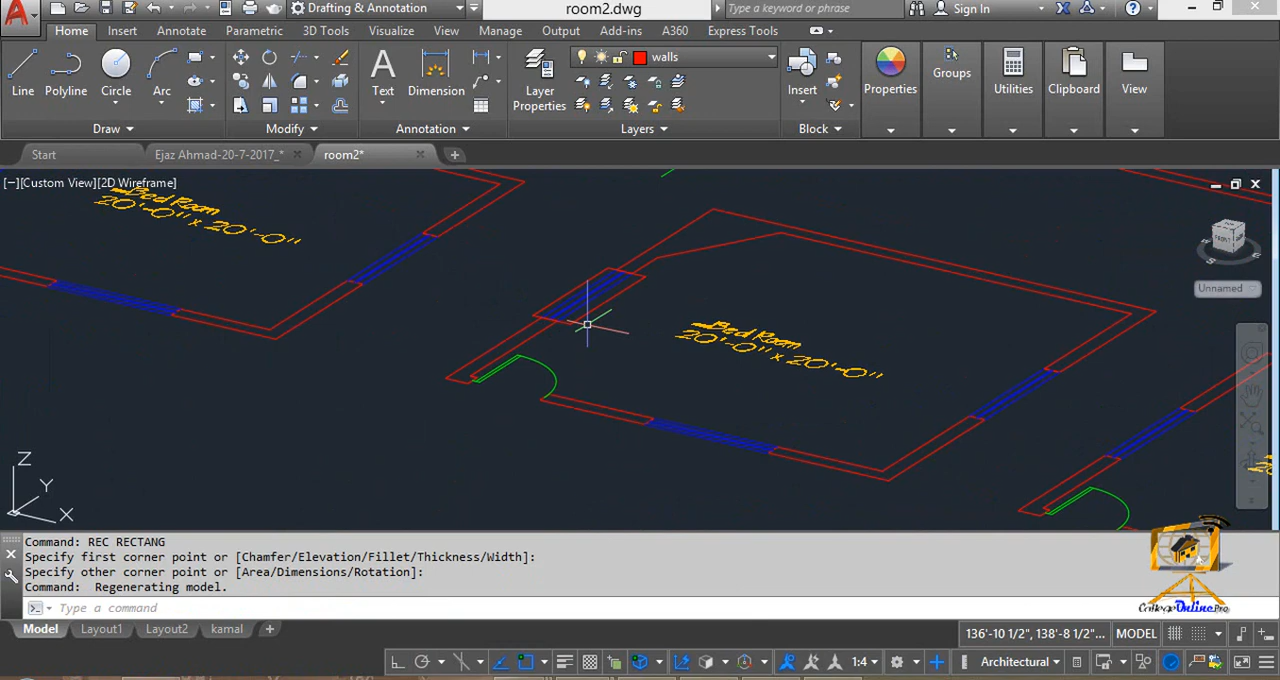 Drafting & Annotation
room2.dwg
Type a keyword or phrase
Sign In
Home
Insert
Annotate
Parametric
3D Tools
Visualize
View
Manage
Output
Add-ins
A360
Express Tools
Line
Polyline
Circle
Arc
Text
Dimension
Layer
Properties
walls
Insert
Properties
Groups
Utilities
Clipboard
View
Draw
Modify
Annotation
Layers
Block
Start
Ejaz Ahmad-20-7-2017_*
room2*
[−][Custom View][2D Wireframe]
Bed Room
20'-0" x 20'-0"
FRONT
Unnamed
Bed Room
20'-0" x 20'-0"
Z
Y
X
Command: REC RECTANG
Specify first corner point or [Chamfer/Elevation/Fillet/Thickness/Width]:
Specify other corner point or [Area/Dimensions/Rotation]:
Command:  Regenerating model.
Type a command
College Online.Pro
Model
Layout1
Layout2
kamal
136'-10 1/2", 138'-8 1/2"...
MODEL
1:4
Architectural